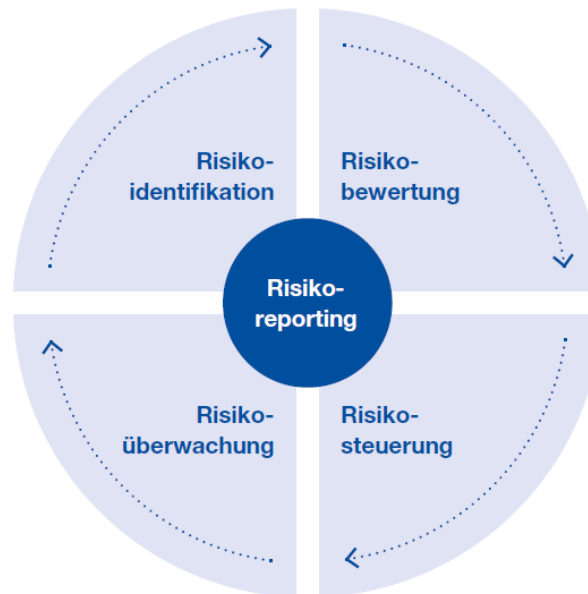 Risiko-
identifikation
Risiko-
bewertung
Risiko-
reporting
Risiko-
überwachung
Risiko-
steuerung